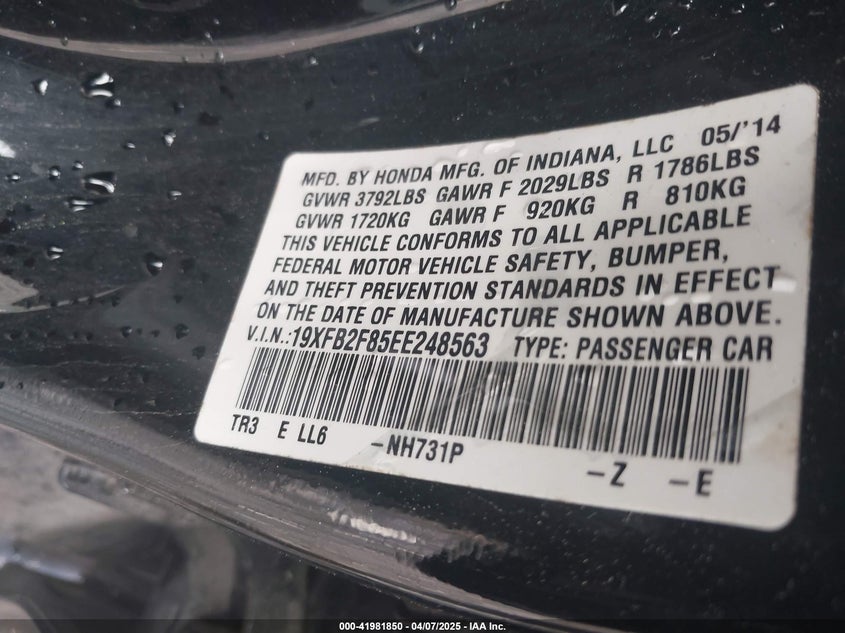 MFD. BY HONDA MFG. OF INDIANA, LLC 05/'14
GVWR 3792LBS GAWR F 2029LBS R 1786LBS
GVWR 1720KG GAWR F 920KG R 810KG
THIS VEHICLE CONFORMS TO ALL APPLICABLE
FEDERAL MOTOR VEHICLE SAFETY, BUMPER,
AND THEFT PREVENTION STANDARDS IN EFFECT
ON THE DATE OF MANUFACTURE SHOWN ABOVE.
V.I.N.:19XFB2F85EE248563 TYPE: PASSENGER CAR
TR3 E LL6 -NH731P -Z -E
000-41981850 - 04/07/2025 - IAA Inc.